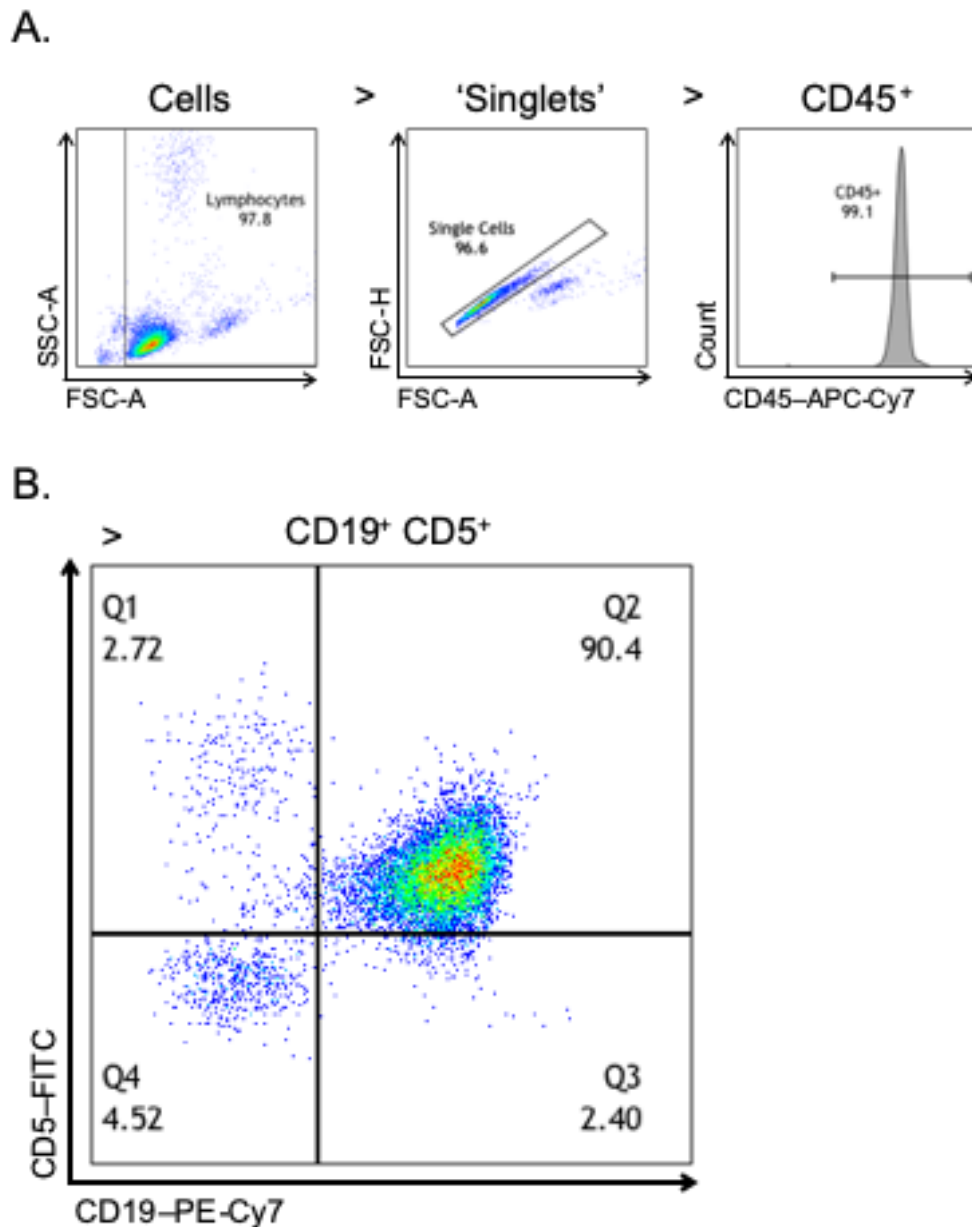 A.
Cells > 'Singlets' > CD45⁺
Lymphocytes
97.8
SSC-A
FSC-A
Single Cells
96.6
FSC-H
FSC-A
CD45+
99.1
Count
CD45–APC-Cy7
B.
> CD19⁺ CD5⁺
Q1
2.72
Q2
90.4
Q4
4.52
Q3
2.40
CD5–FITC
CD19–PE-Cy7